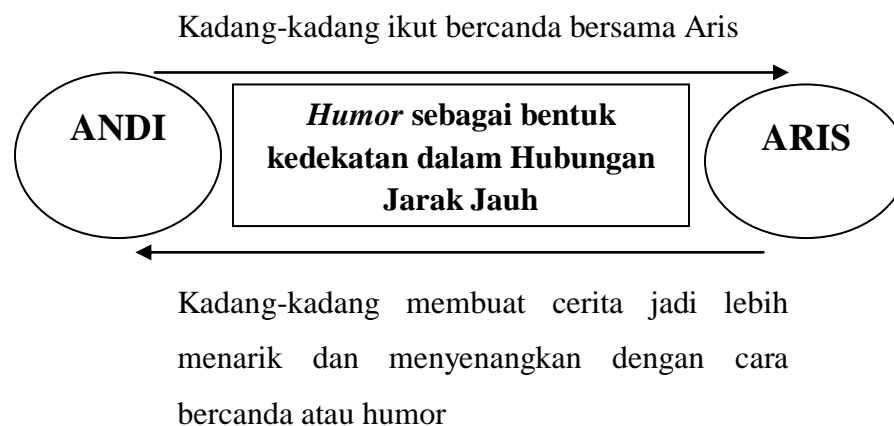 Kadang-kadang ikut bercanda bersama Aris
ANDI
Humor sebagai bentuk
kedekatan dalam Hubungan
Jarak Jauh
ARIS
Kadang-kadang membuat cerita jadi lebih
menarik dan menyenangkan dengan cara
bercanda atau humor